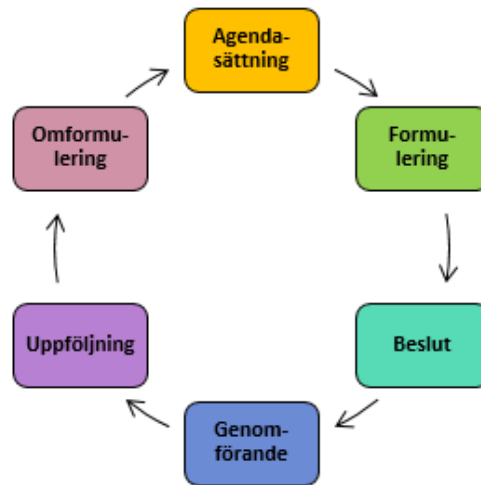 Agenda-
sättning
Formu-
lering
Beslut
Genom-
förande
Uppföljning
Omformu-
lering